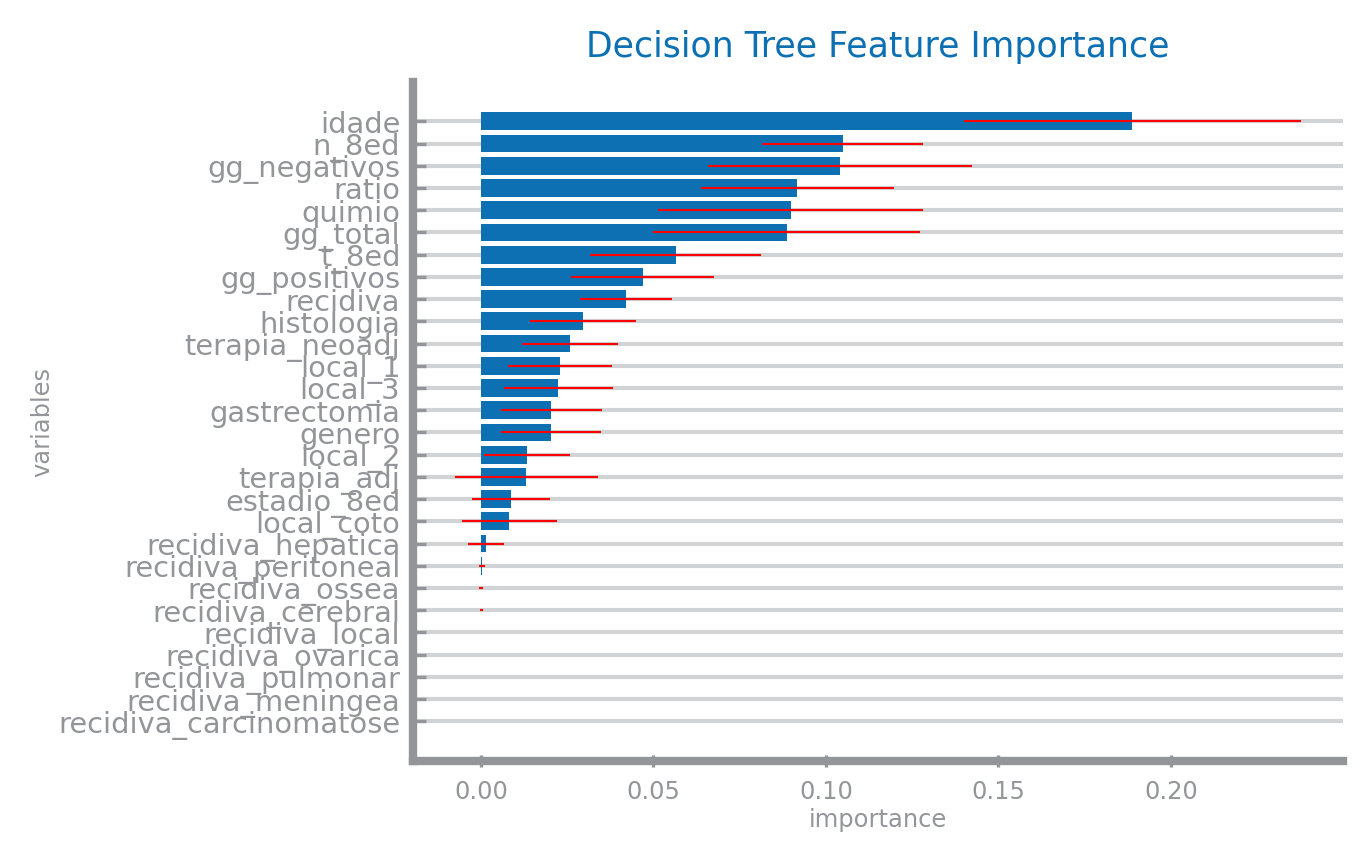 Decision Tree Feature Importance
idade
n_8ed
gg_negativos
ratio
quimio
gg_total
t_8ed
gg_positivos
recidiva
histologia
terapia_neoadj
local_1
local_3
gastrectomia
genero
local_2
terapia_adj
estadio_8ed
local_coto
recidiva_hepatica
recidiva_peritoneal
recidiva_ossea
recidiva_cerebral
recidiva_local
recidiva_ovarica
recidiva_pulmonar
recidiva_meningea
recidiva_carcinomatose
variables
0.00 0.05 0.10 0.15 0.20
importance